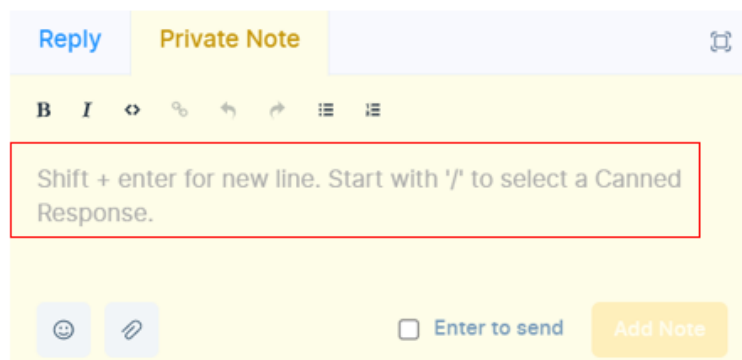 Reply Private Note
B I
Shift + enter for new line. Start with '/' to select a Canned
Response.
Enter to send Add Note